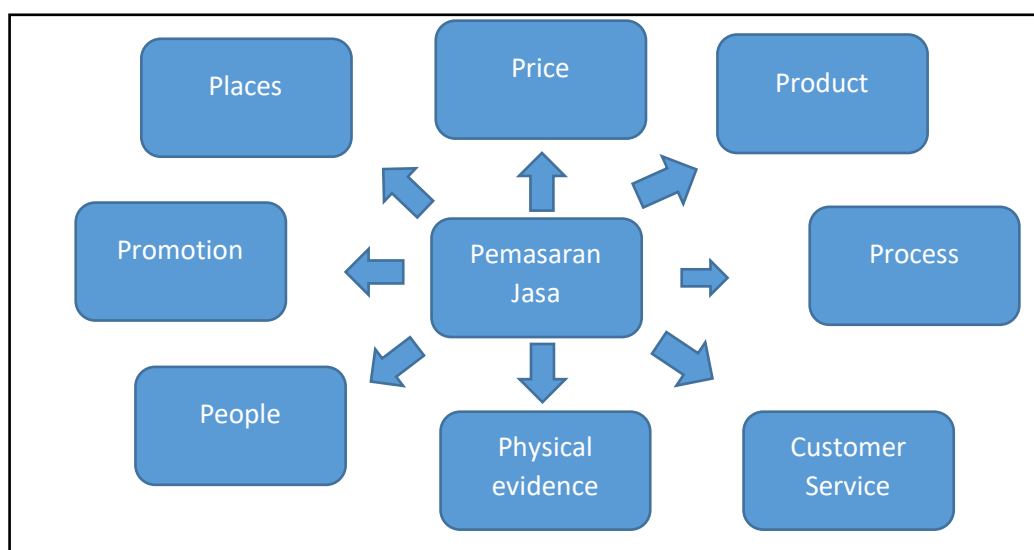 Places
Price
Product
Promotion
Pemasaran
Jasa
Process
People
Physical
evidence
Customer
Service